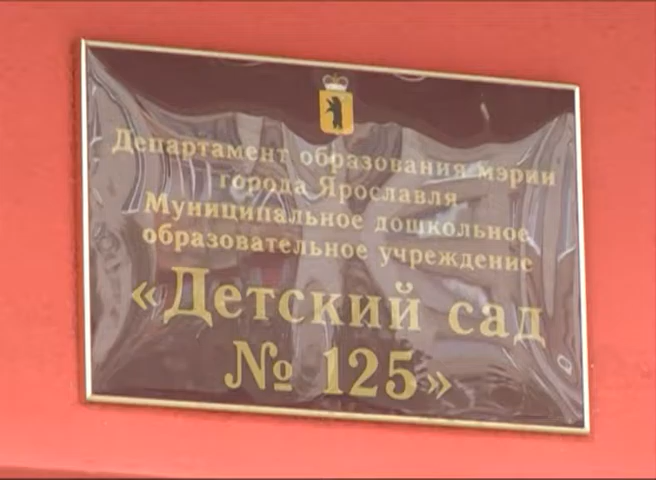 Департамент образования мэрии
города Ярославля
Муниципальное дошкольное
образовательное учреждение
«Детский сад
№ 125»